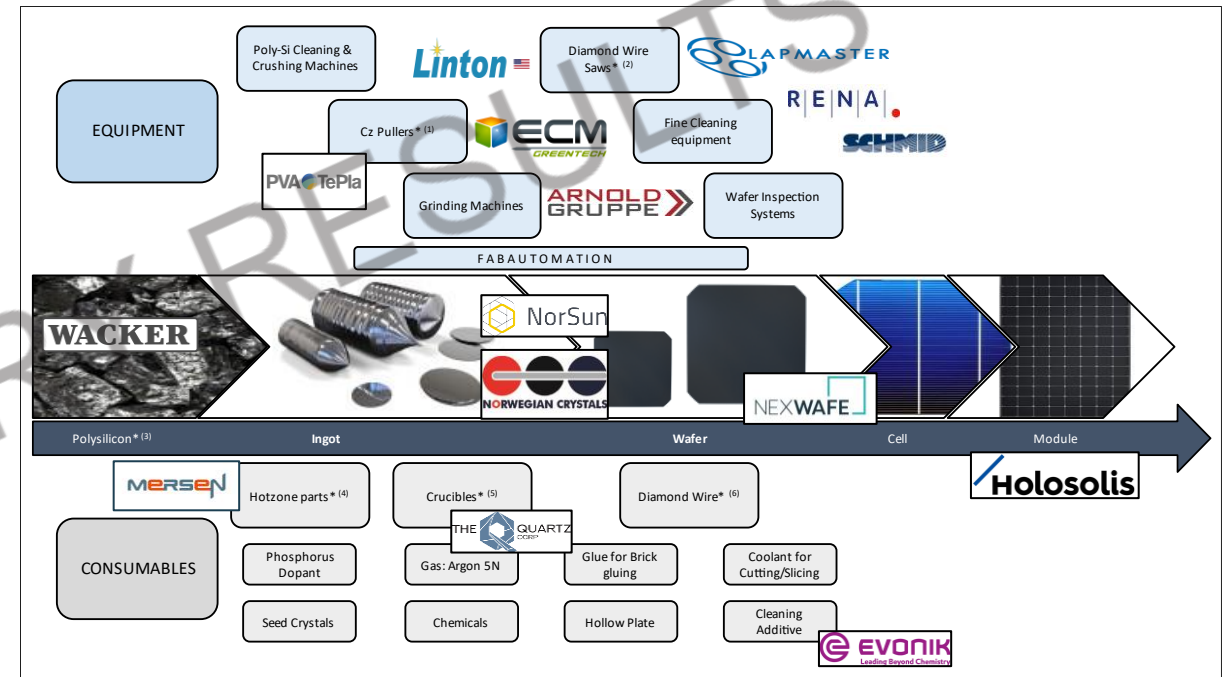 Poly-Si Cleaning &
Crushing Machines
Linton
Diamond Wire
Saws* (2)
LAPMASTER
EQUIPMENT
Cz Pullers* (1)
ECM
GREENTECH
Fine Cleaning
equipment
R|E|N|A|.
SCHMID
PVA TePla
Grinding Machines
ARNOLD
GRUPPE
Wafer Inspection
Systems
FABAUTOMATION
WACKER
NorSun
NORWEGIAN CRYSTALS
NEXWAFE
Polysilicon* (3)
Ingot
Wafer
Cell
Module
MERSEN
Hotzone parts* (4)
Crucibles* (5)
Diamond Wire* (6)
Holosolis
THE QUARTZ
CORP
CONSUMABLES
Phosphorus
Dopant
Gas: Argon 5N
Glue for Brick
gluing
Coolant for
Cutting/Slicing
Seed Crystals
Chemicals
Hollow Plate
Cleaning
Additive
EVONIK
Leading Beyond Chemistry
RESULTS